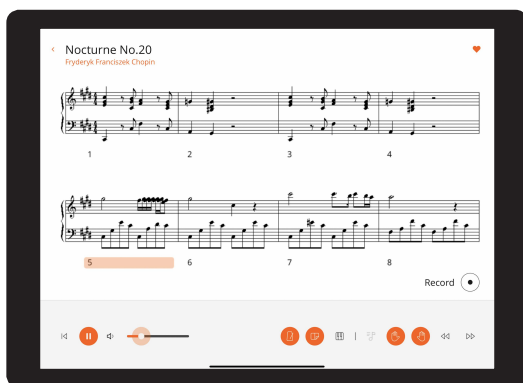 Nocturne No.20
Fryderyk Franciszek Chopin
1 2 3 4
5 6 7 8
Record